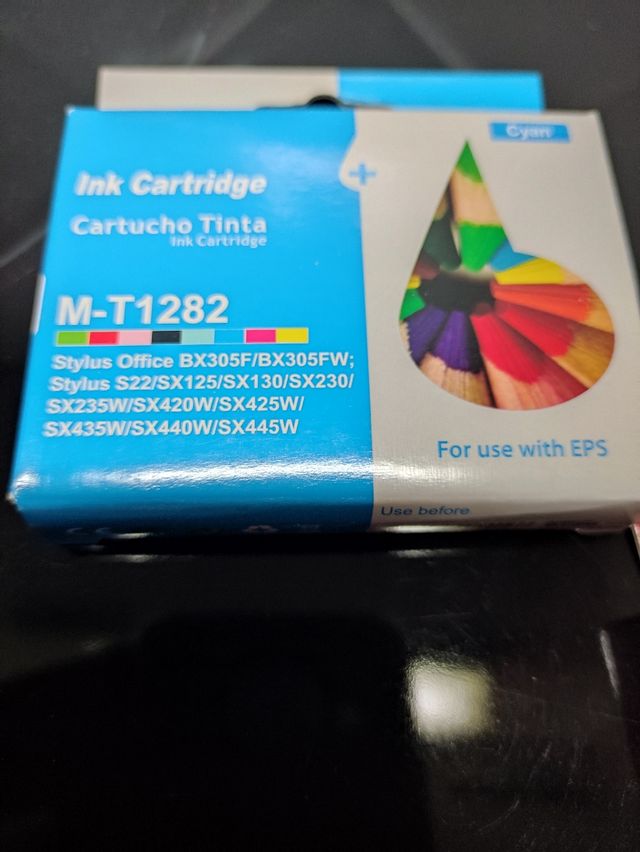 Cyan
Ink Cartridge
Cartucho Tinta
Ink Cartridge
M-T1282
Stylus Office BX305F/BX305FW;
Stylus S22/SX125/SX130/SX230/
SX235W/SX420W/SX425W/
SX435W/SX440W/SX445W
For use with EPS
Use before